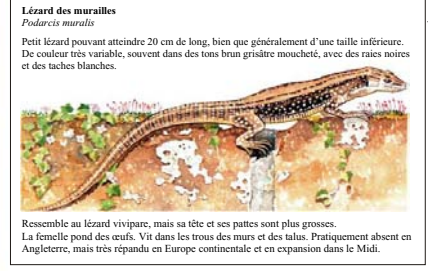 Lézard des murailles
Podarcis muralis
Petit lézard pouvant atteindre 20 cm de long, bien que généralement d'une taille inférieure.
De couleur très variable, souvent dans des tons brun grisâtre moucheté, avec des raies noires
et des taches blanches.
Ressemble au lézard vivipare, mais sa tête et ses pattes sont plus grosses.
La femelle pond des œufs. Vit dans les trous des murs et des talus. Pratiquement absent en
Angleterre, mais très répandu en Europe continentale et en expansion dans le Midi.